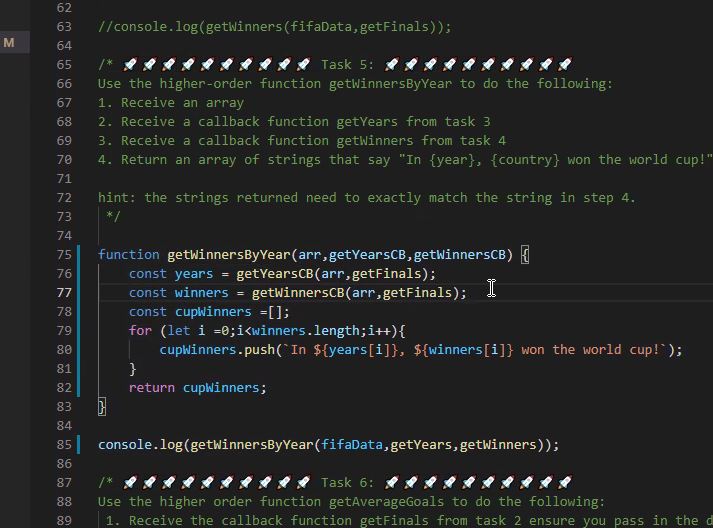 62
63 //console.log(getWinners(fifaData,getFinals));
M
64
65 /* 🚀🚀🚀🚀🚀🚀🚀🚀🚀🚀 Task 5: 🚀🚀🚀🚀🚀🚀🚀🚀🚀🚀
66 Use the higher-order function getWinnersByYear to do the following:
67 1. Receive an array
68 2. Receive a callback function getYears from task 3
69 3. Receive a callback function getWinners from task 4
70 4. Return an array of strings that say "In {year}, {country} won the world cup!"
71
72 hint: the strings returned need to exactly match the string in step 4.
73 */
74
75 function getWinnersByYear(arr,getYearsCB,getWinnersCB) {
76 const years = getYearsCB(arr,getFinals);
77 const winners = getWinnersCB(arr,getFinals);
78 const cupWinners =[];
79 for (let i =0;i<winners.length;i++){
80 cupWinners.push(`In ${years[i]}, ${winners[i]} won the world cup!`);
81 }
82 return cupWinners;
83 }
84
85 console.log(getWinnersByYear(fifaData,getYears,getWinners));
86
87 /* 🚀🚀🚀🚀🚀🚀🚀🚀🚀🚀 Task 6: 🚀🚀🚀🚀🚀🚀🚀🚀🚀🚀
88 Use the higher order function getAverageGoals to do the following:
89 1. Receive the callback function getFinals from task 2 ensure you pass in the d